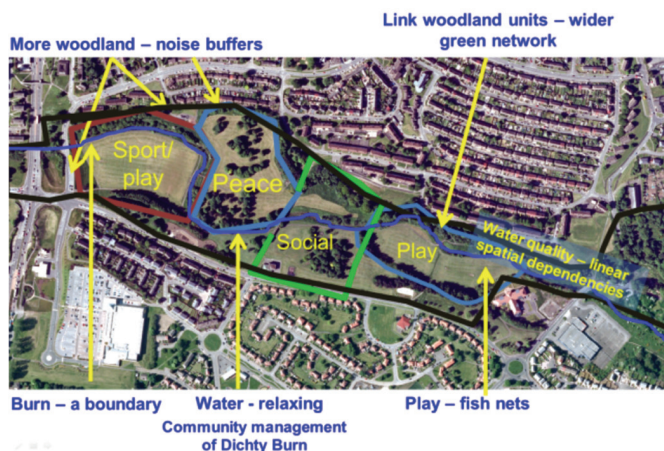 Link woodland units – wider
green network
More woodland – noise buffers
Sport/
play
Peace
Social
Play
Water quality – linear
spatial dependencies
Burn – a boundary
Water - relaxing
Play – fish nets
Community management
of Dichty Burn